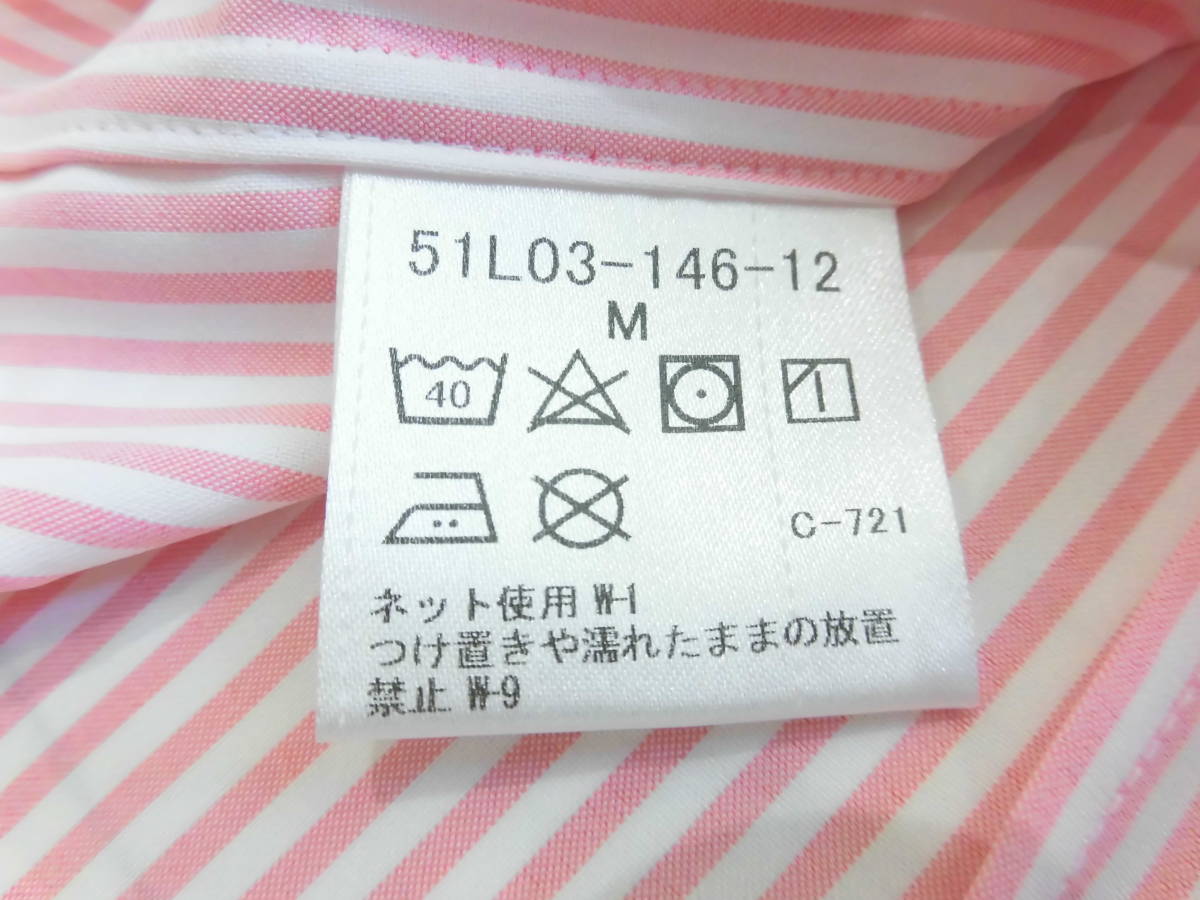 51L03-146-12
M
40
C-721
ネット使用 W-1
つけ置きや濡れたままの放置
禁止 W-9